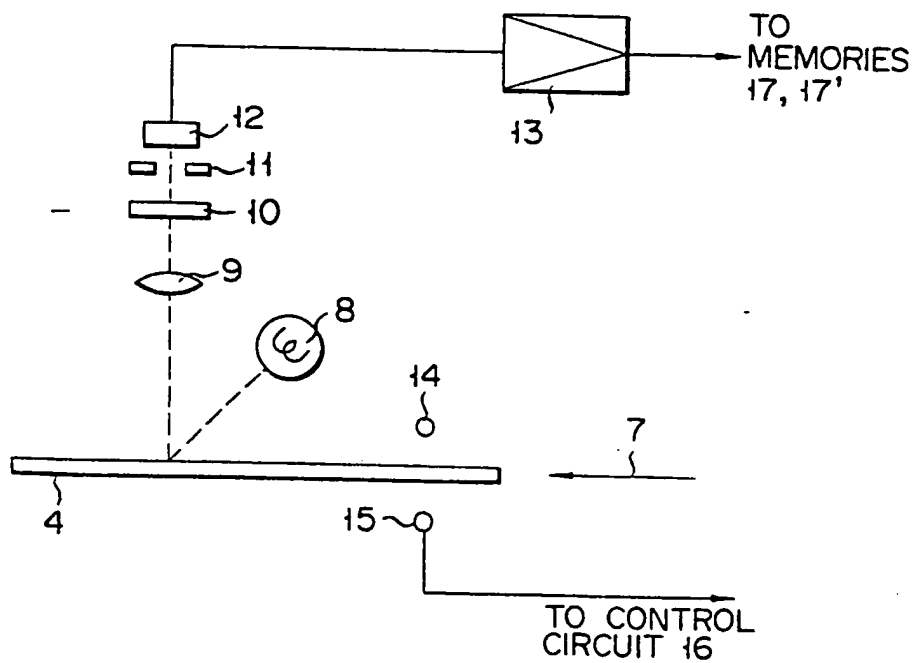 TO
MEMORIES
17, 17'
13
12
11
10
9
8
14
7
4
15
TO CONTROL
CIRCUIT 16